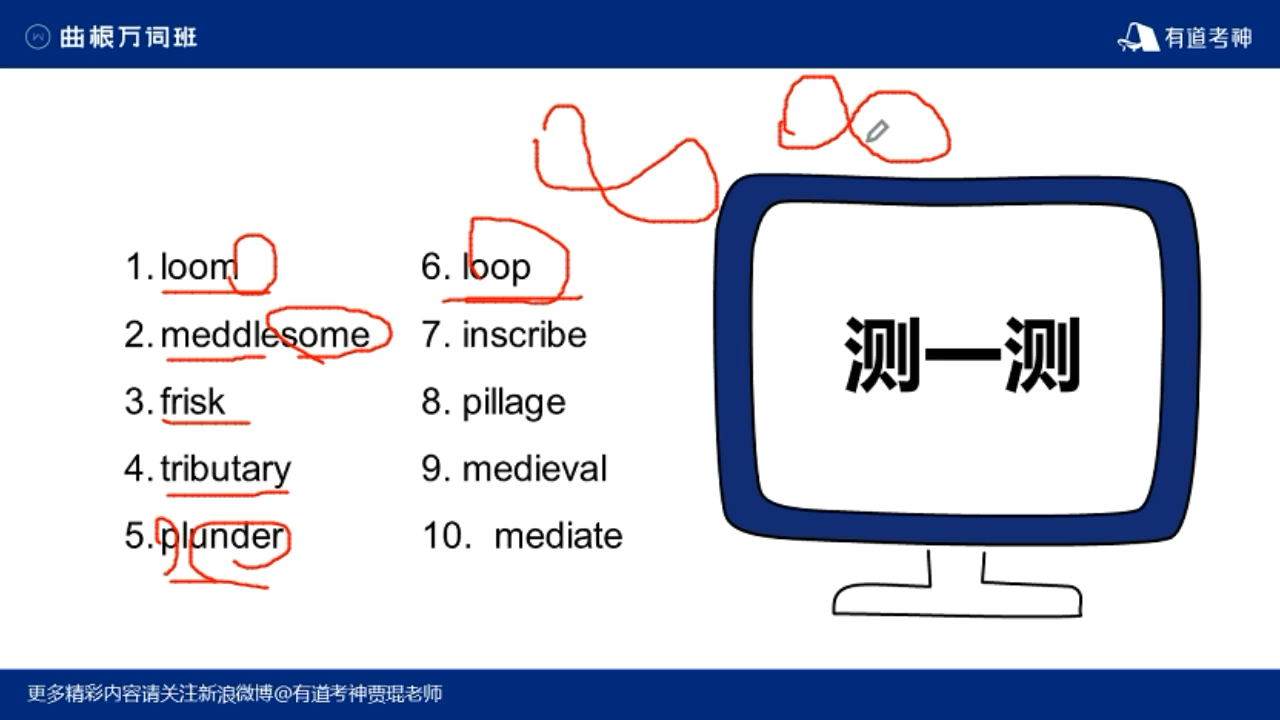 曲根万词班
有道考神
1. loom
2. meddlesome
3. frisk
4. tributary
5. plunder
6. loop
7. inscribe
8. pillage
9. medieval
10. mediate
测一测
更多精彩内容请关注新浪微博@有道考神贾琨老师